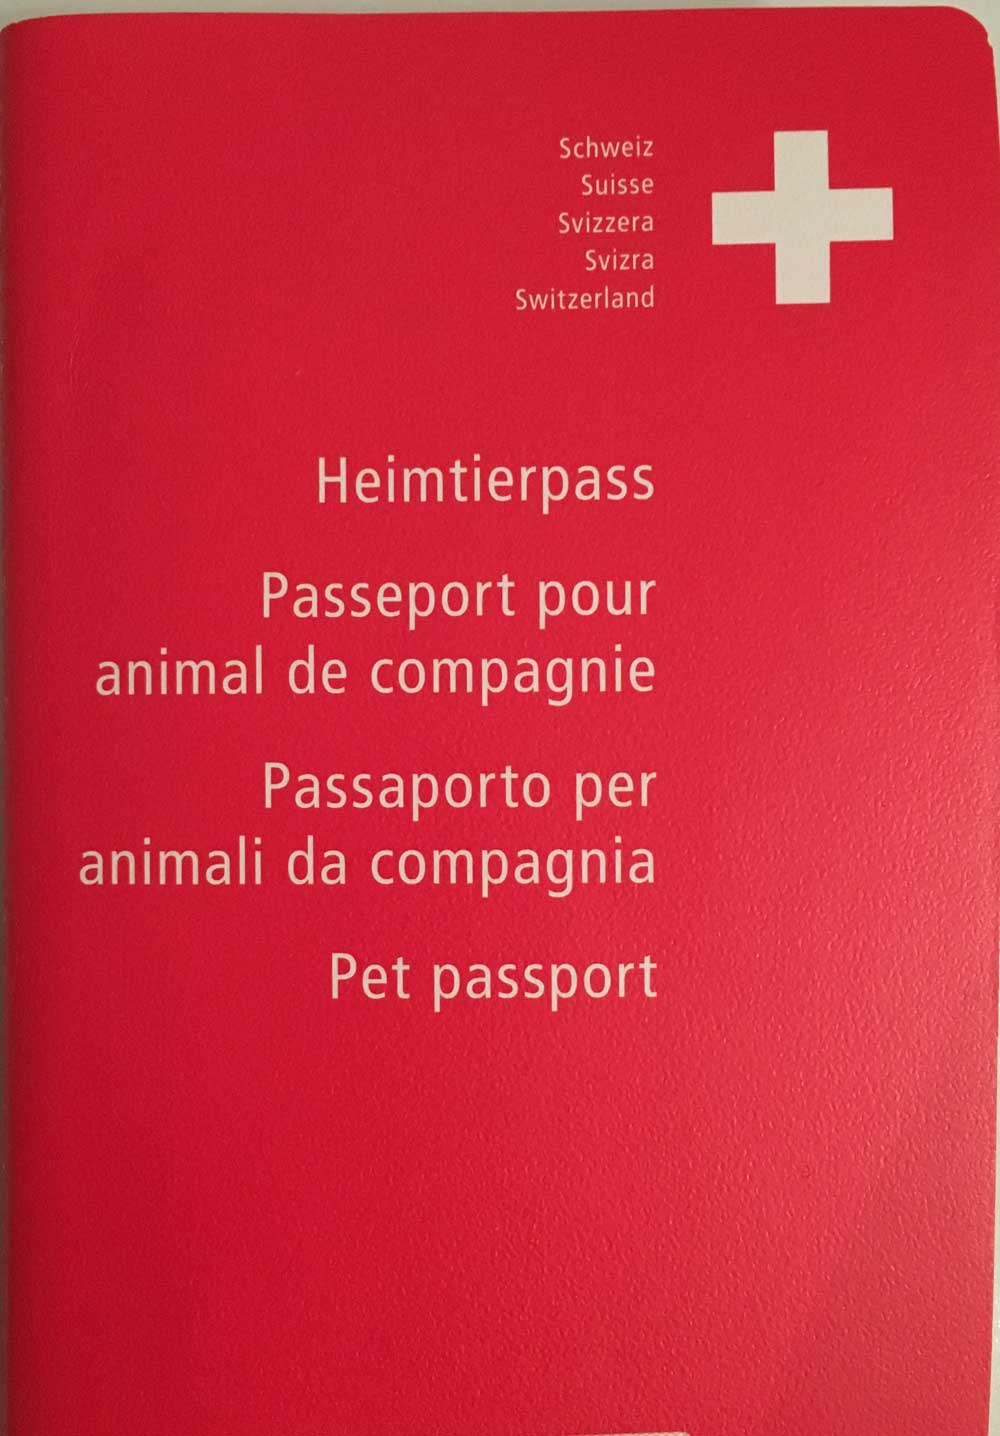 Schweiz
Suisse
Svizzera
Svizra
Switzerland
Heimtierpass
Passeport pour
animal de compagnie
Passaporto per
animali da compagnia
Pet passport